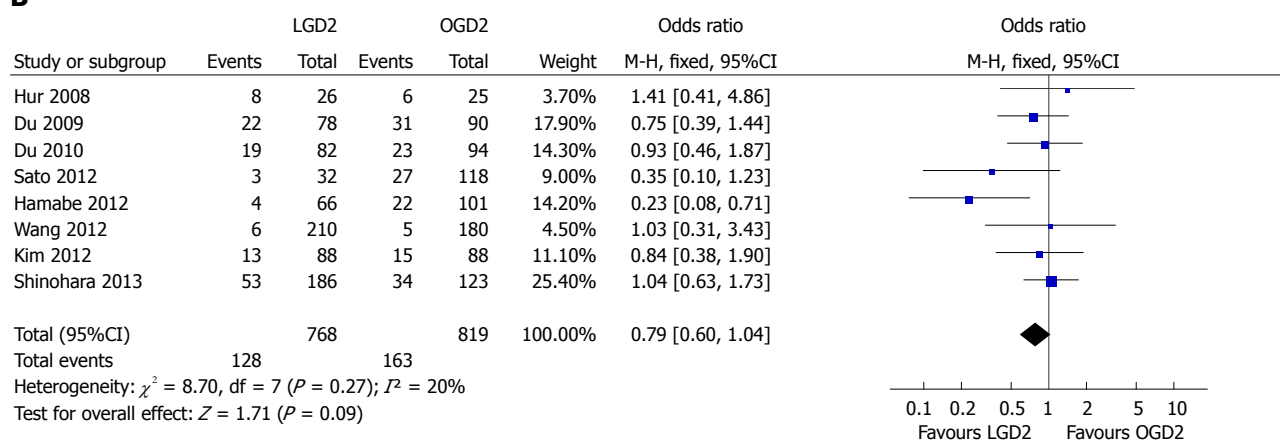 B
LGD2 OGD2 Odds ratio Odds ratio
Study or subgroup Events Total Events Total Weight M-H, fixed, 95%CI M-H, fixed, 95%CI
Hur 2008 8 26 6 25 3.70% 1.41 [0.41, 4.86]
Du 2009 22 78 31 90 17.90% 0.75 [0.39, 1.44]
Du 2010 19 82 23 94 14.30% 0.93 [0.46, 1.87]
Sato 2012 3 32 27 118 9.00% 0.35 [0.10, 1.23]
Hamabe 2012 4 66 22 101 14.20% 0.23 [0.08, 0.71]
Wang 2012 6 210 5 180 4.50% 1.03 [0.31, 3.43]
Kim 2012 13 88 15 88 11.10% 0.84 [0.38, 1.90]
Shinohara 2013 53 186 34 123 25.40% 1.04 [0.63, 1.73]
Total (95%CI) 768 819 100.00% 0.79 [0.60, 1.04]
Total events 128 163
Heterogeneity: χ² = 8.70, df = 7 (P = 0.27); I² = 20%
Test for overall effect: Z = 1.71 (P = 0.09)
0.1 0.2 0.5 1 2 5 10
Favours LGD2 Favours OGD2